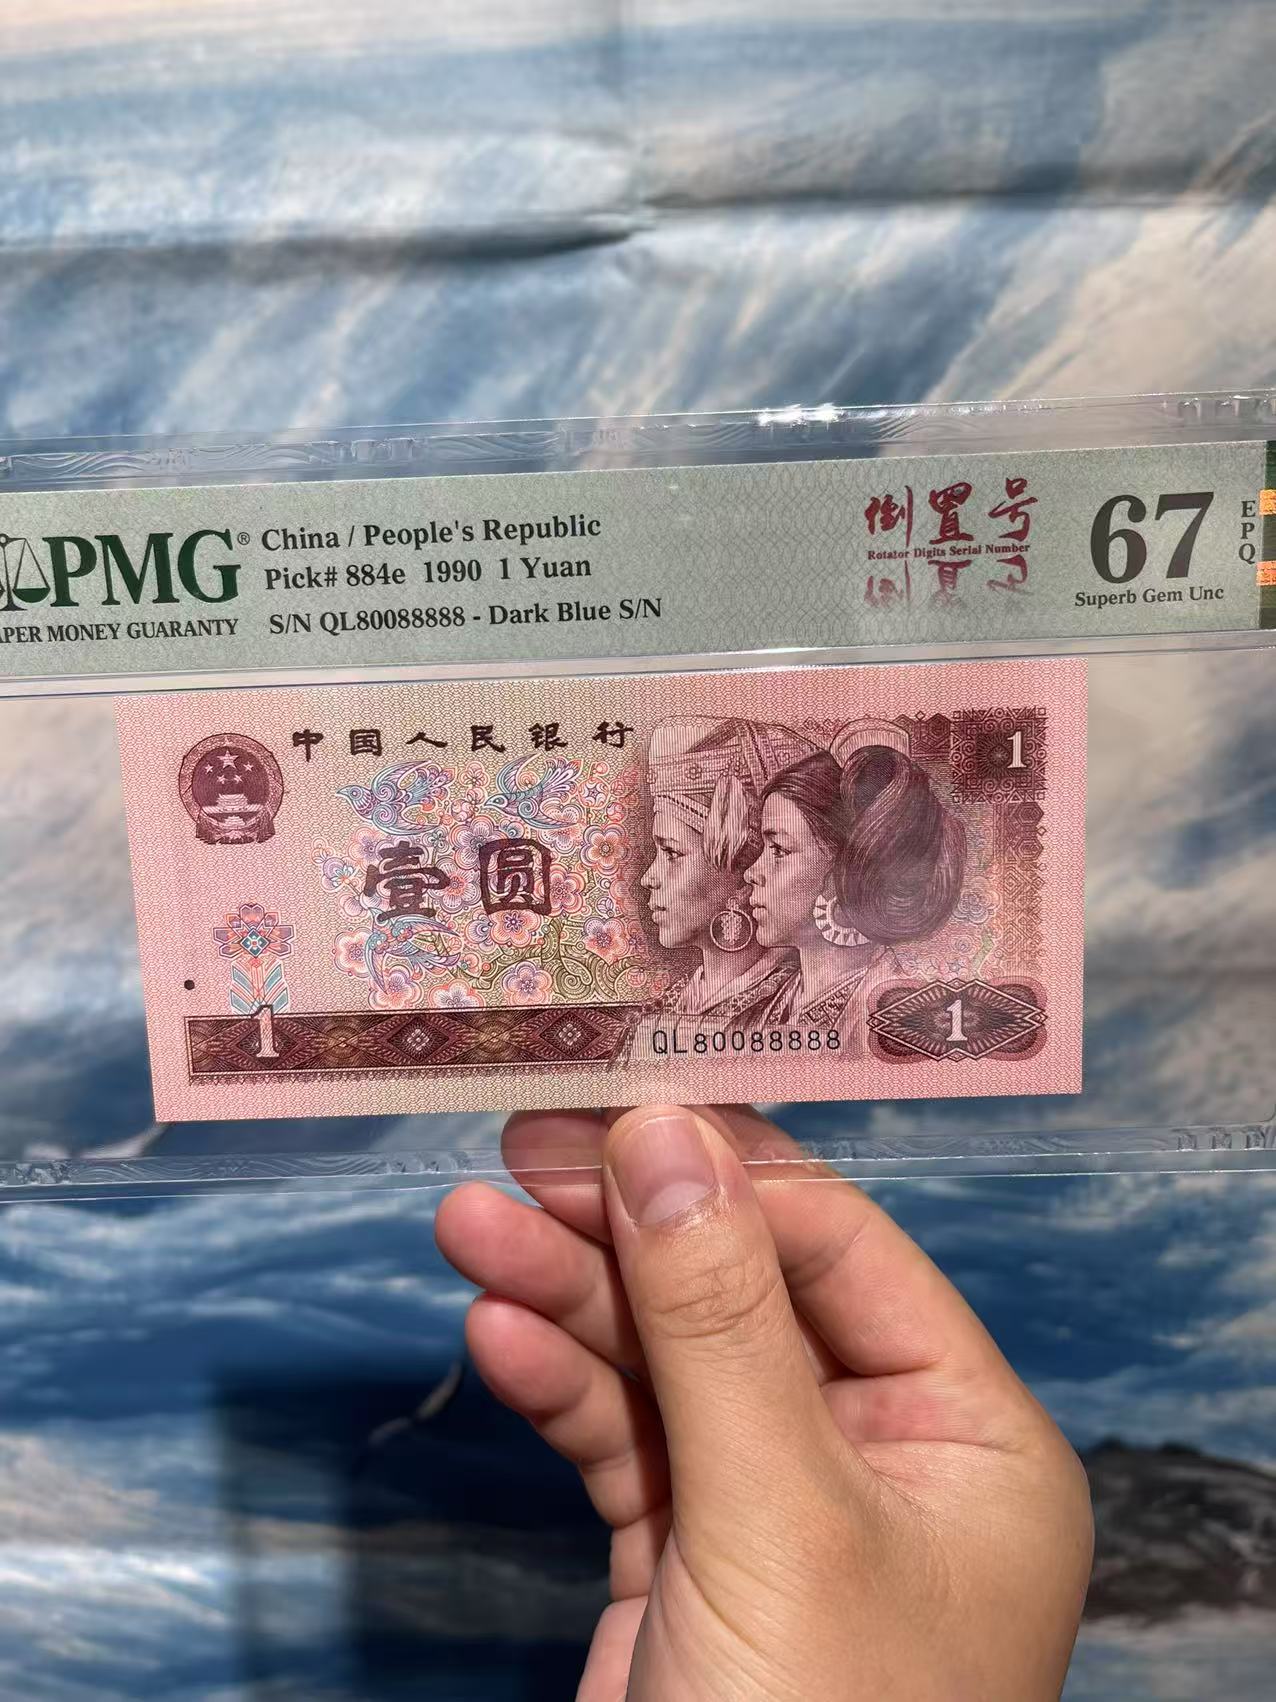 PMG®
PAPER MONEY GUARANTY
China / People's Republic
Pick# 884e 1990 1 Yuan
S/N QL80088888 - Dark Blue S/N
倒置号
Rotator Digits Serial Number
67
EPQ
Superb Gem Unc
中国人民银行
1
壹圆
1
QL80088888
1